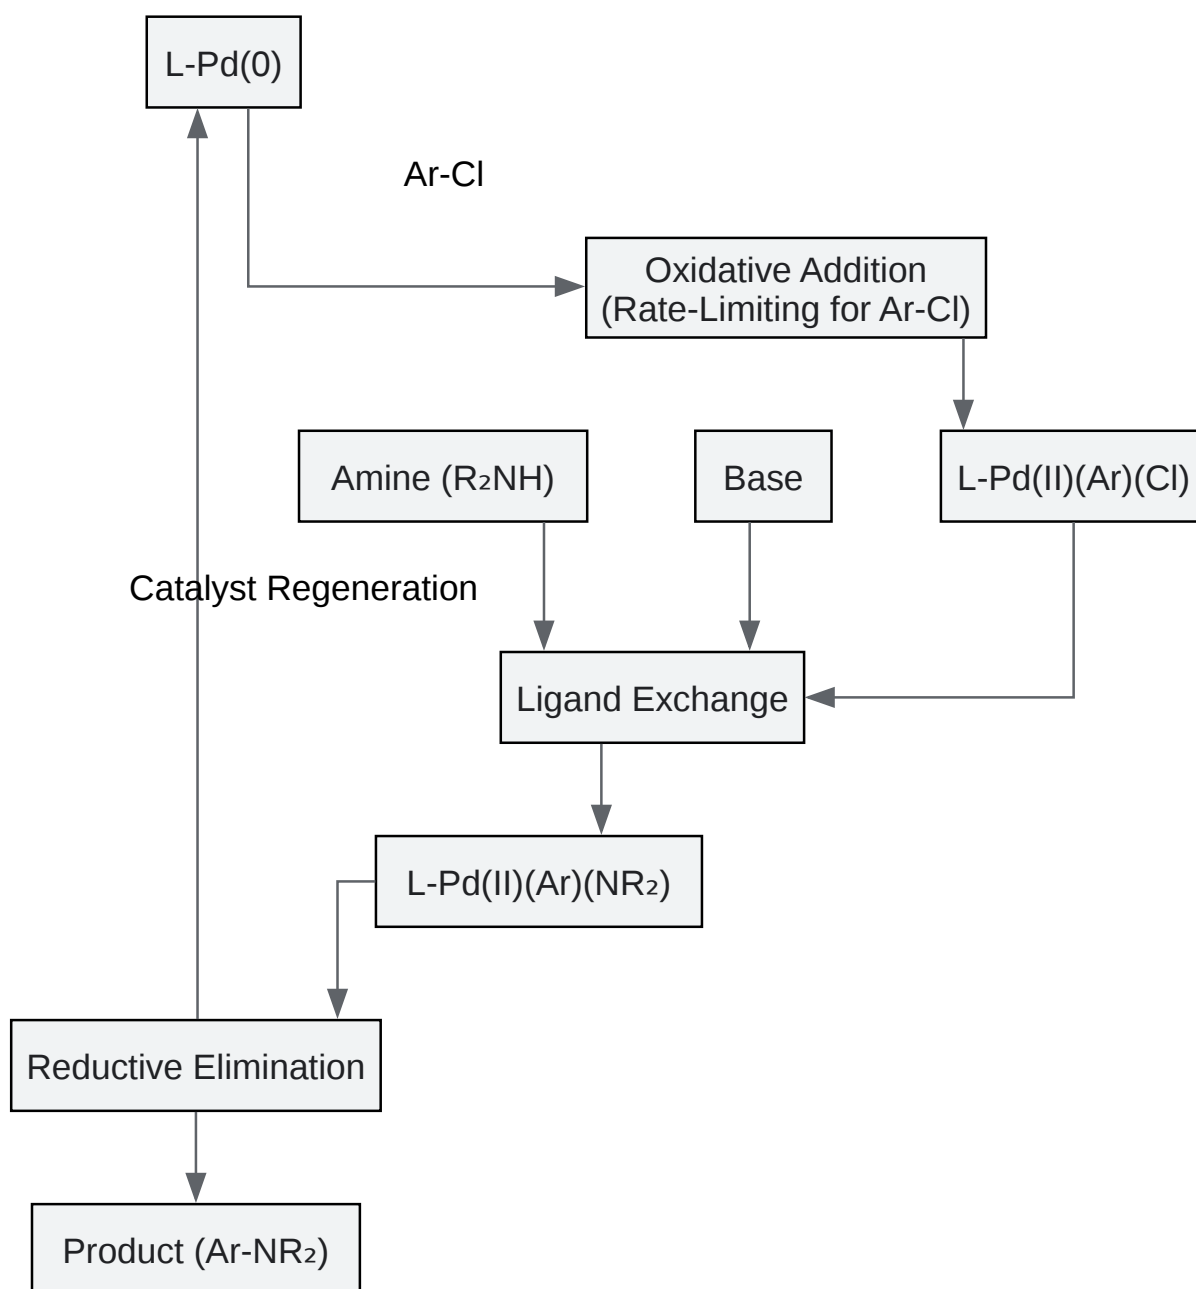 L-Pd(0)
Ar-Cl
Oxidative Addition
(Rate-Limiting for Ar-Cl)
Amine (R₂NH)
Base
L-Pd(II)(Ar)(Cl)
Catalyst Regeneration
Ligand Exchange
L-Pd(II)(Ar)(NR₂)
Reductive Elimination
Product (Ar-NR₂)